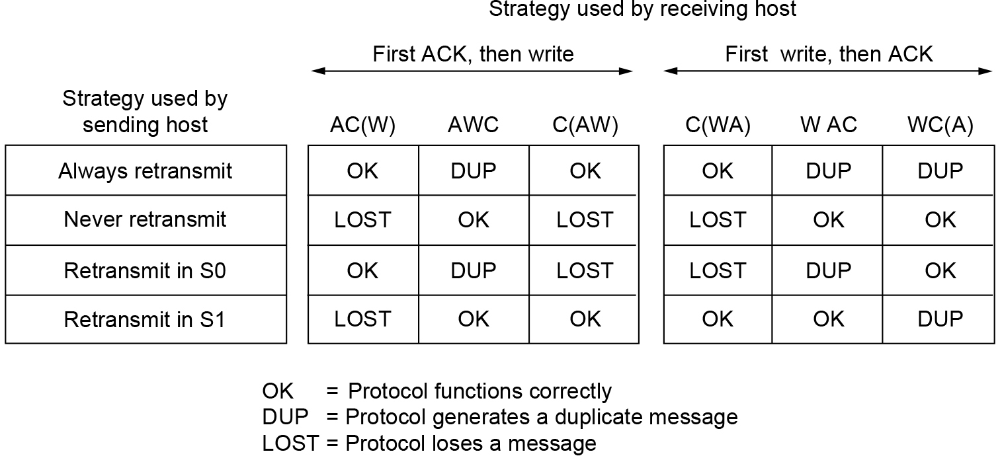 Strategy used by receiving host
First ACK, then write First write, then ACK
Strategy used by
sending host AC(W) AWC C(AW) C(WA) W AC WC(A)
Always retransmit OK DUP OK OK DUP DUP
Never retransmit LOST OK LOST LOST OK OK
Retransmit in S0 OK DUP LOST LOST DUP OK
Retransmit in S1 LOST OK OK OK OK DUP
OK = Protocol functions correctly
DUP = Protocol generates a duplicate message
LOST = Protocol loses a message